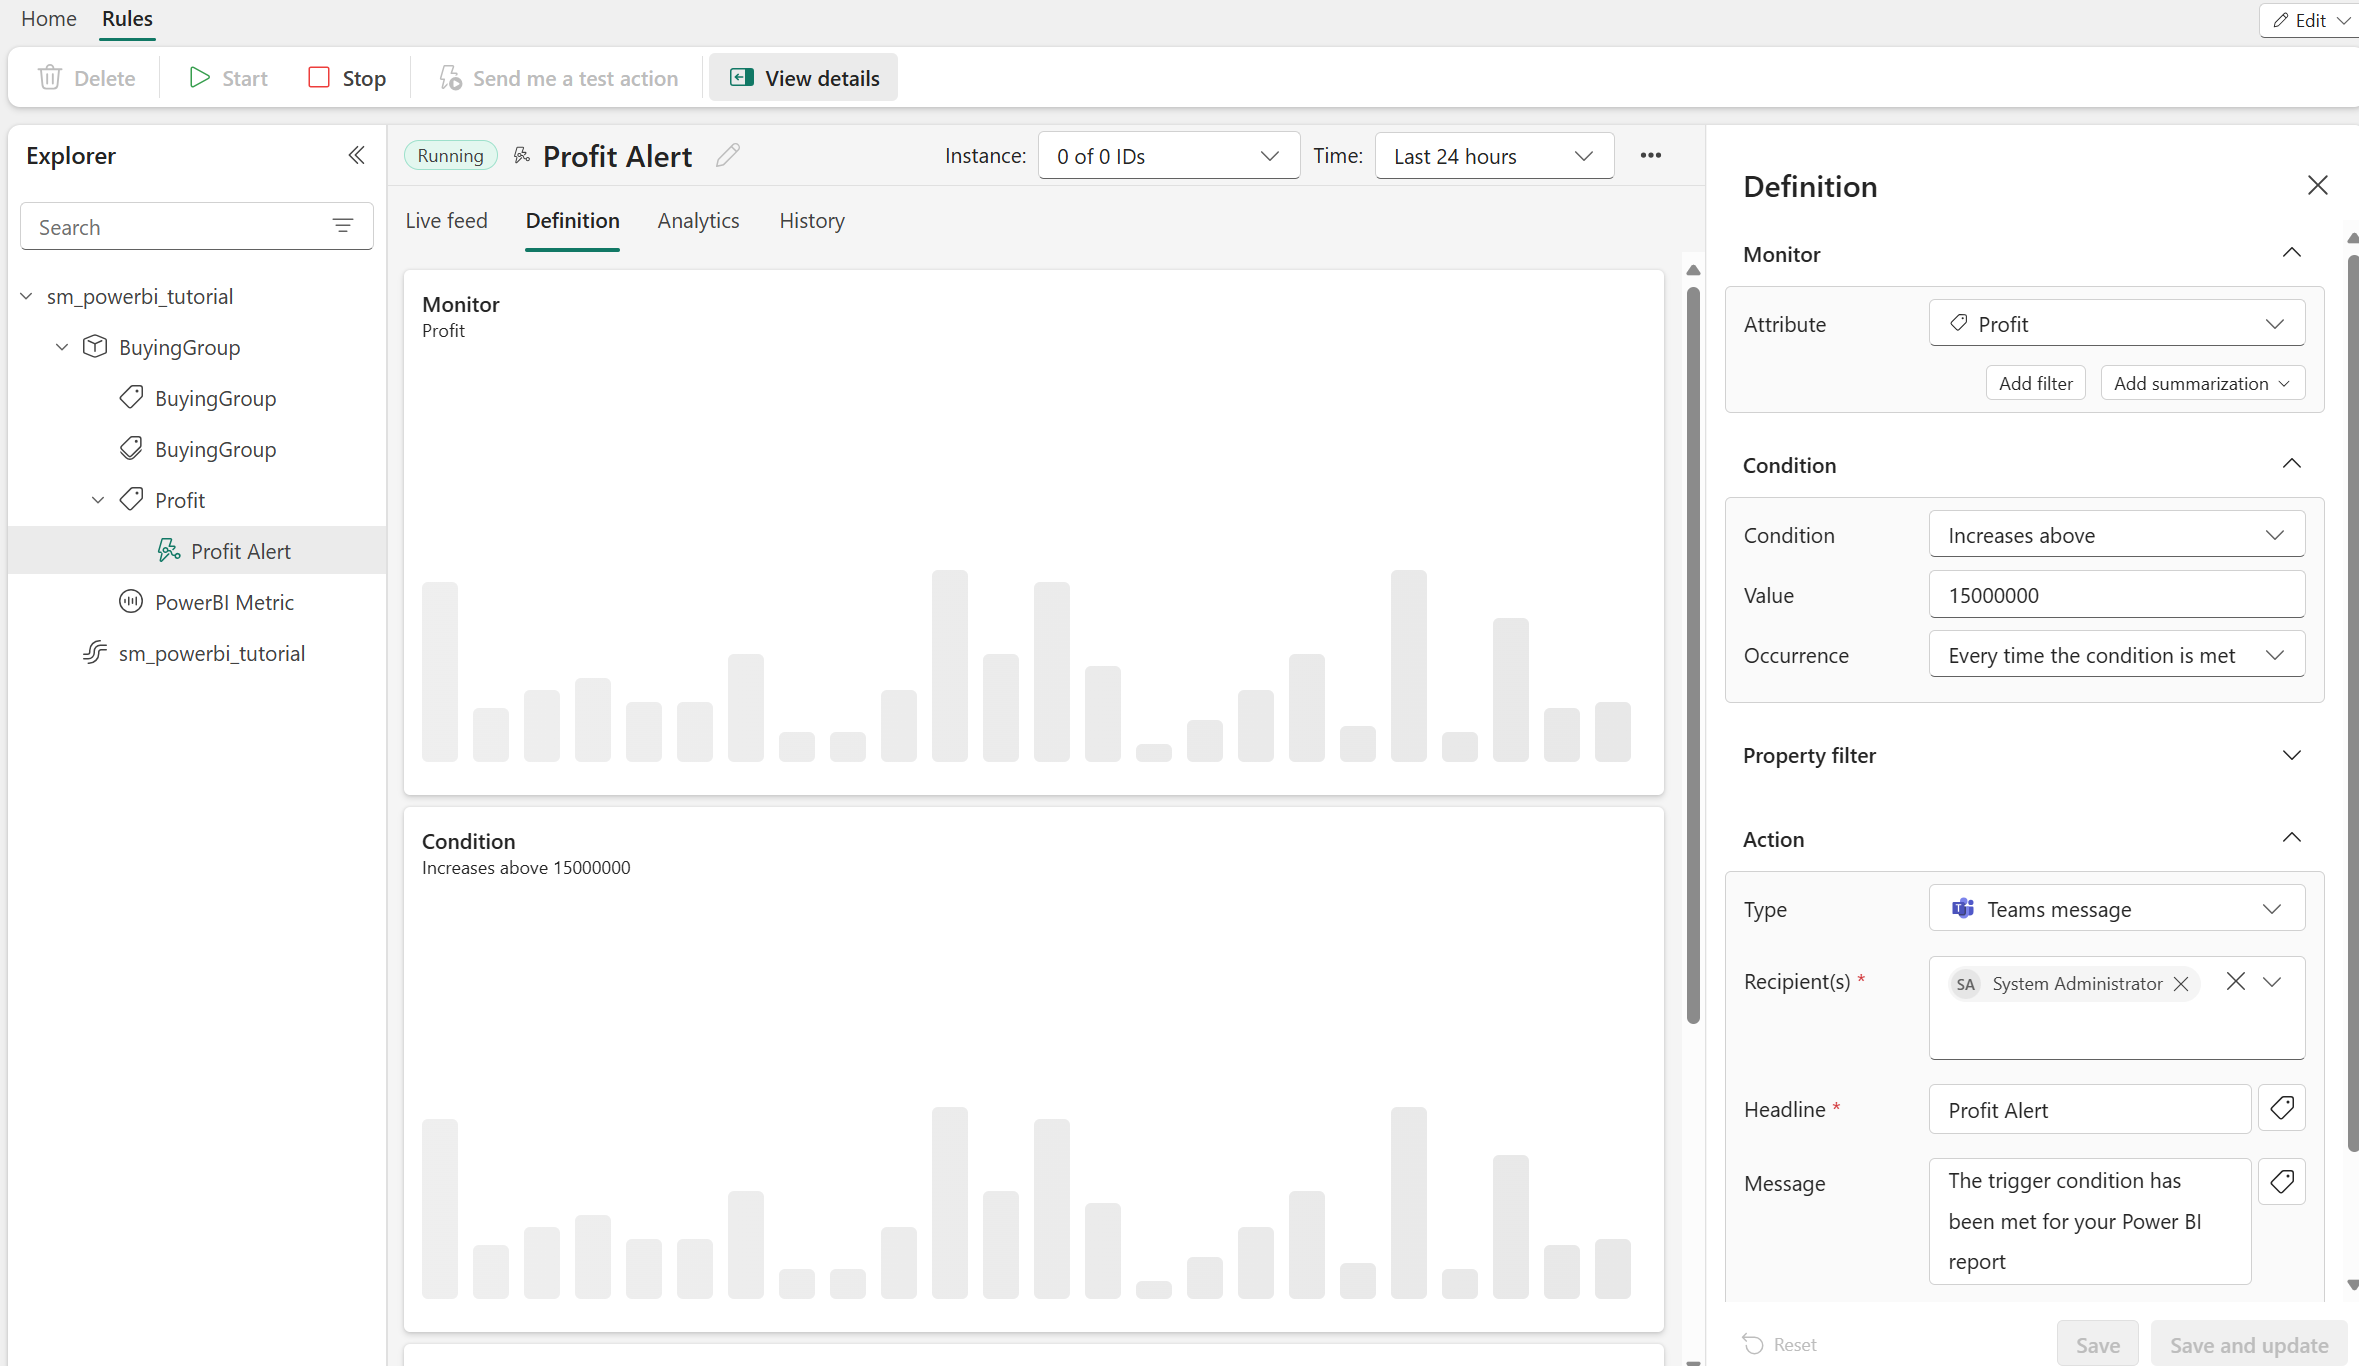 Home
Rules
Edit
Delete
Start
Stop
Send me a test action
View details
Explorer
Search
sm_powerbi_tutorial
BuyingGroup
BuyingGroup
BuyingGroup
Profit
Profit Alert
PowerBI Metric
sm_powerbi_tutorial
Running
Profit Alert
Instance:
0 of 0 IDs
Time:
Last 24 hours
Live feed
Definition
Analytics
History
Monitor
Profit
Condition
Increases above 15000000
Definition
Monitor
Attribute
Profit
Add filter
Add summarization
Condition
Condition
Increases above
Value
15000000
Occurrence
Every time the condition is met
Property filter
Action
Type
Teams message
Recipient(s) *
SA
System Administrator
Headline *
Profit Alert
Message
The trigger condition has
been met for your Power BI
report
Reset
Save
Save and update